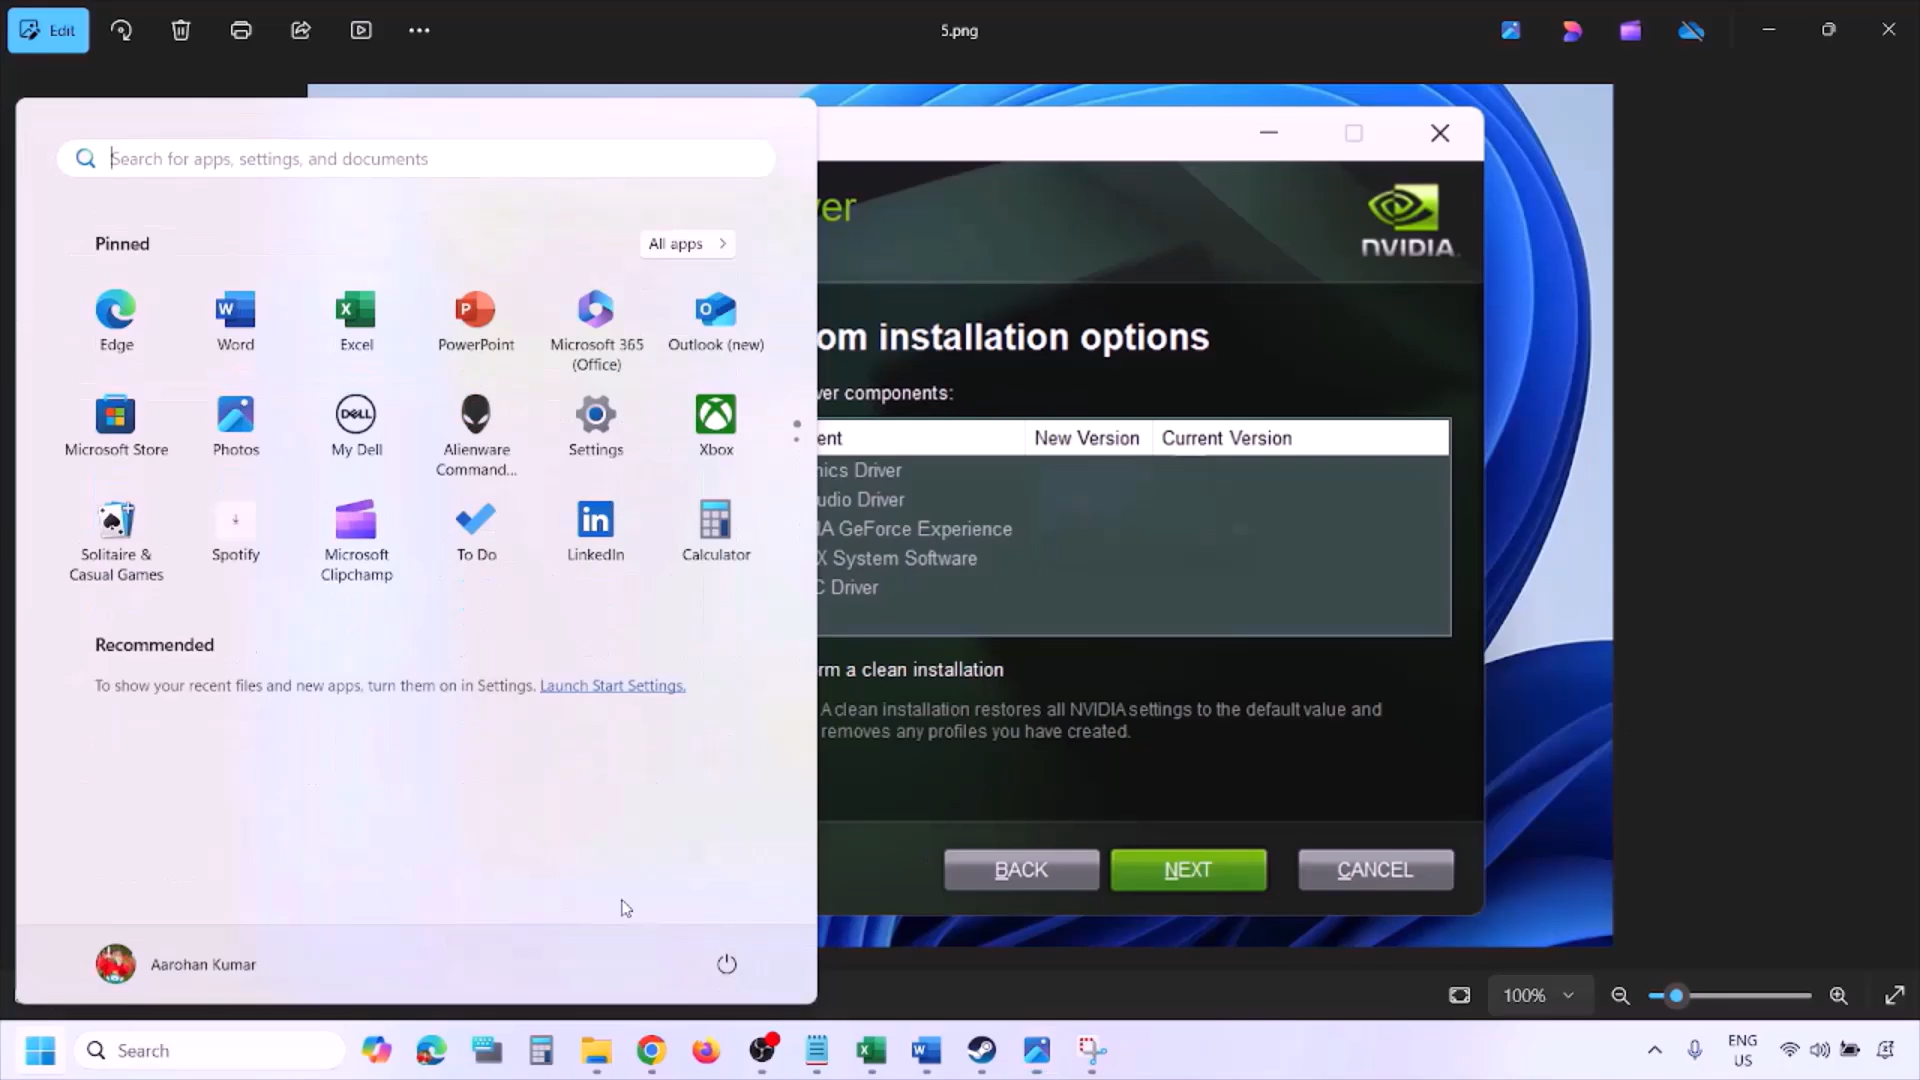 Edit
5.png
Search for apps, settings, and documents
Pinned
All apps
Edge
Word
Excel
PowerPoint
Microsoft 365
(Office)
Outlook (new)
Microsoft Store
Photos
DELL
My Dell
Alienware
Command...
Settings
Xbox
Solitaire &
Casual Games
Spotify
Microsoft
Clipchamp
To Do
LinkedIn
Calculator
Recommended
To show your recent files and new apps, turn them on in Settings. Launch Start Settings.
Aarohan Kumar
ver
NVIDIA.
om installation options
ver components:
ent New Version Current Version
nics Driver
udio Driver
IA GeForce Experience
X System Software
C Driver
rm a clean installation
A clean installation restores all NVIDIA settings to the default value and
removes any profiles you have created.
BACK NEXT CANCEL
100%
Search
ENG
US